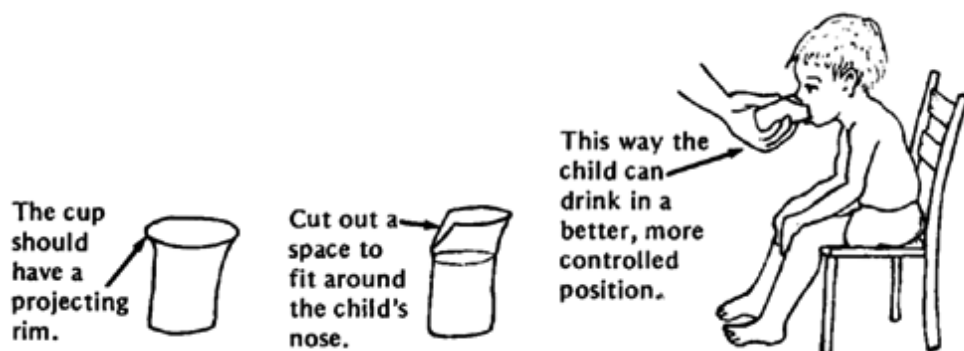 The cup
should
have a
projecting
rim.
Cut out a
space to
fit around
the child's
nose.
This way the
child can
drink in a
better, more
controlled
position.